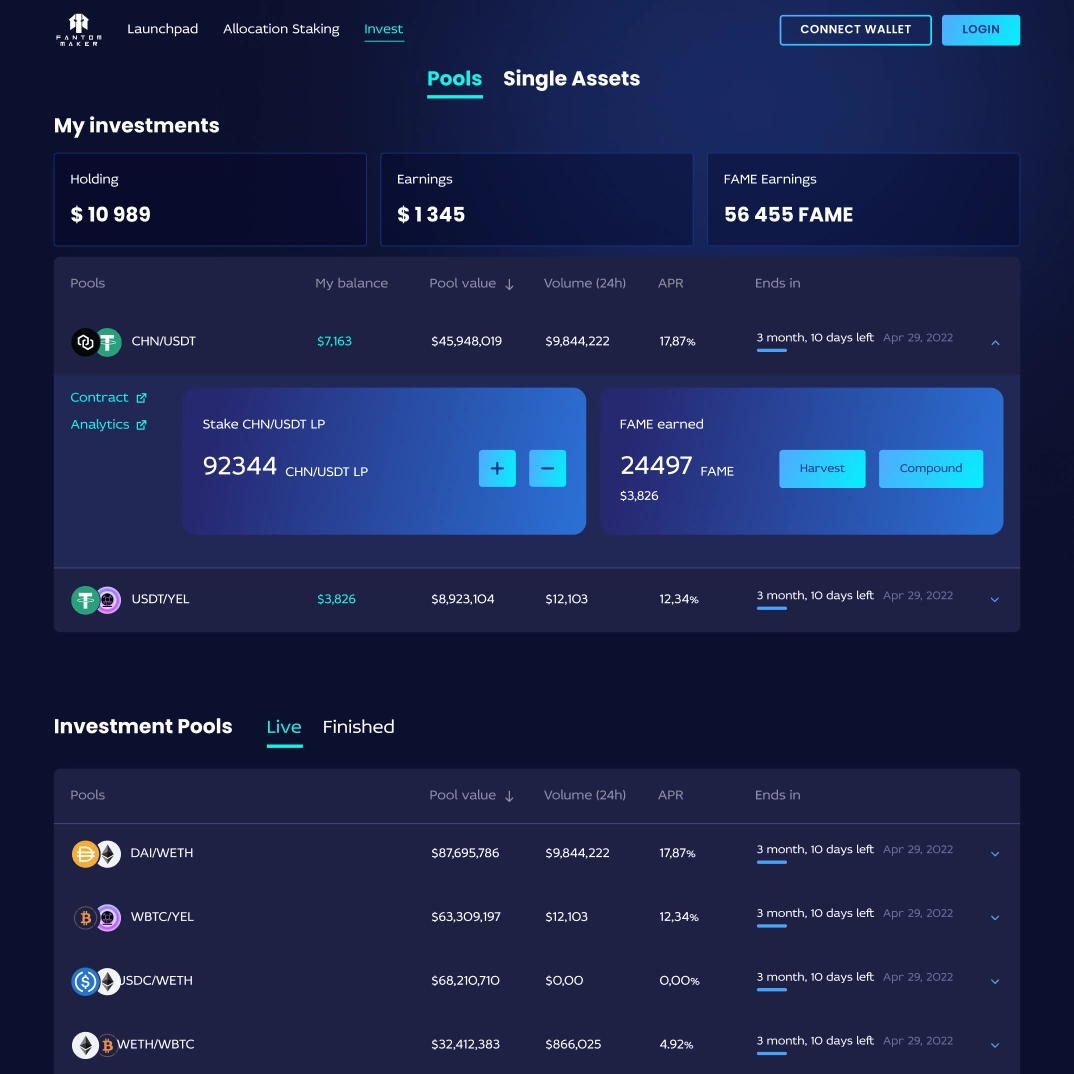 FANTOM
MAKER
Launchpad Allocation Staking Invest CONNECT WALLET LOGIN
Pools Single Assets
My investments
Holding Earnings FAME Earnings
$ 10 989 $ 1 345 56 455 FAME
Pools My balance Pool value ↓ Volume (24h) APR Ends in
CHN/USDT $7,163 $45,948,019 $9,844,222 17,87% 3 month, 10 days left Apr 29, 2022
Contract
Analytics
Stake CHN/USDT LP
92344 CHN/USDT LP + −
FAME earned
24497 FAME Harvest Compound
$3,826
USDT/YEL $3,826 $8,923,104 $12,103 12,34% 3 month, 10 days left Apr 29, 2022
Investment Pools Live Finished
Pools Pool value ↓ Volume (24h) APR Ends in
DAI/WETH $87,695,786 $9,844,222 17,87% 3 month, 10 days left Apr 29, 2022
WBTC/YEL $63,309,197 $12,103 12,34% 3 month, 10 days left Apr 29, 2022
USDC/WETH $68,210,710 $0,00 0,00% 3 month, 10 days left Apr 29, 2022
WETH/WBTC $32,412,383 $866,025 4.92% 3 month, 10 days left Apr 29, 2022